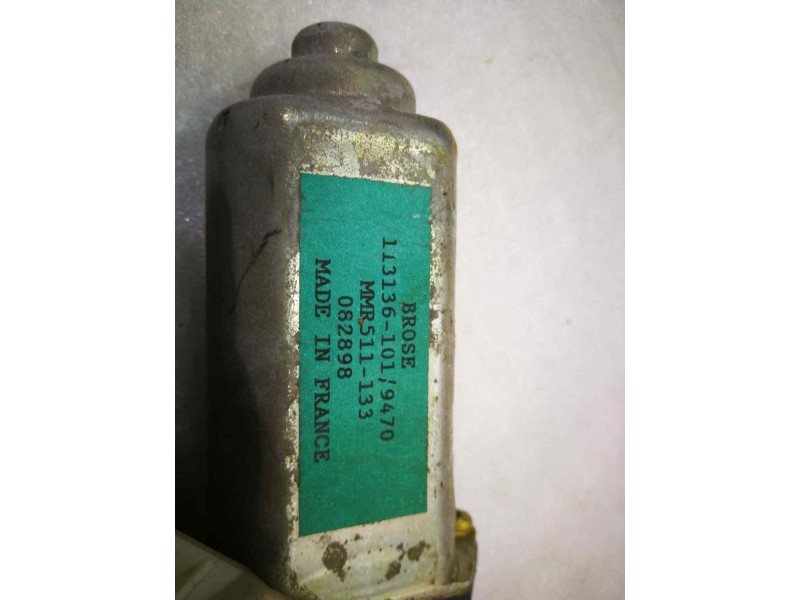 BROSE
113136-101/9470
MMR511-133
082898
MADE IN FRANCE